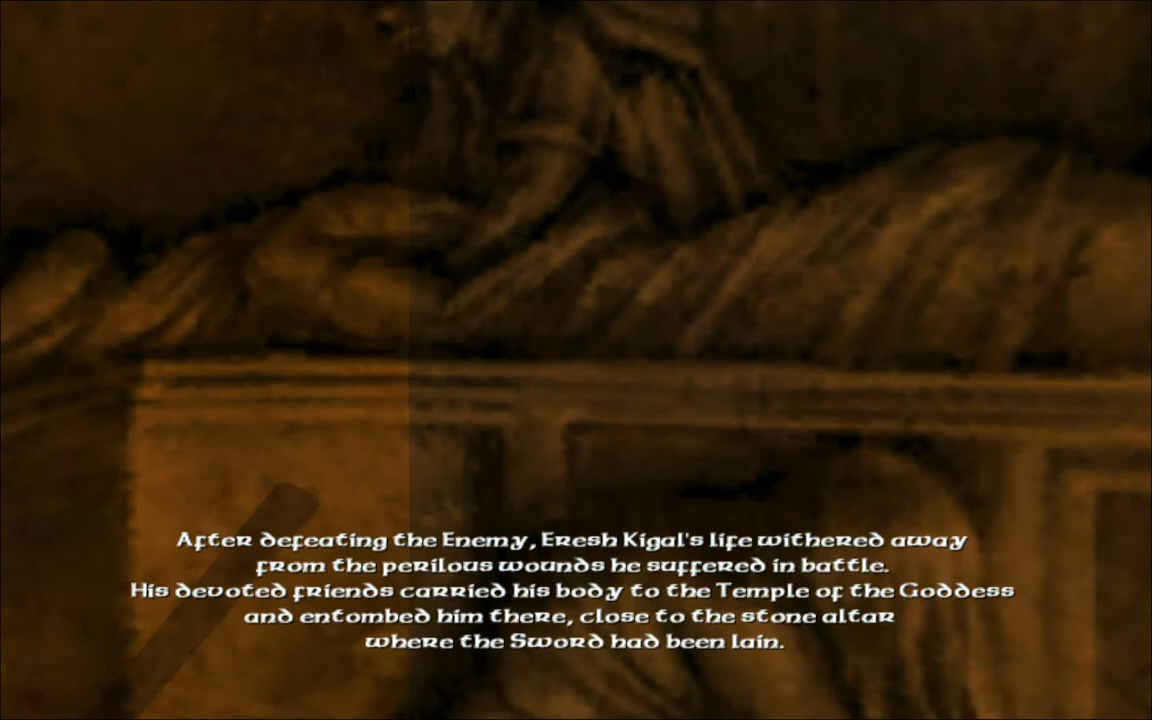 After defeating the Enemy, Eresh Kigal's life withered away
from the perilous wounds he suffered in battle.
His devoted friends carried his body to the Temple of the Goddess
and entombed him there, close to the stone altar
where the Sword had been lain.